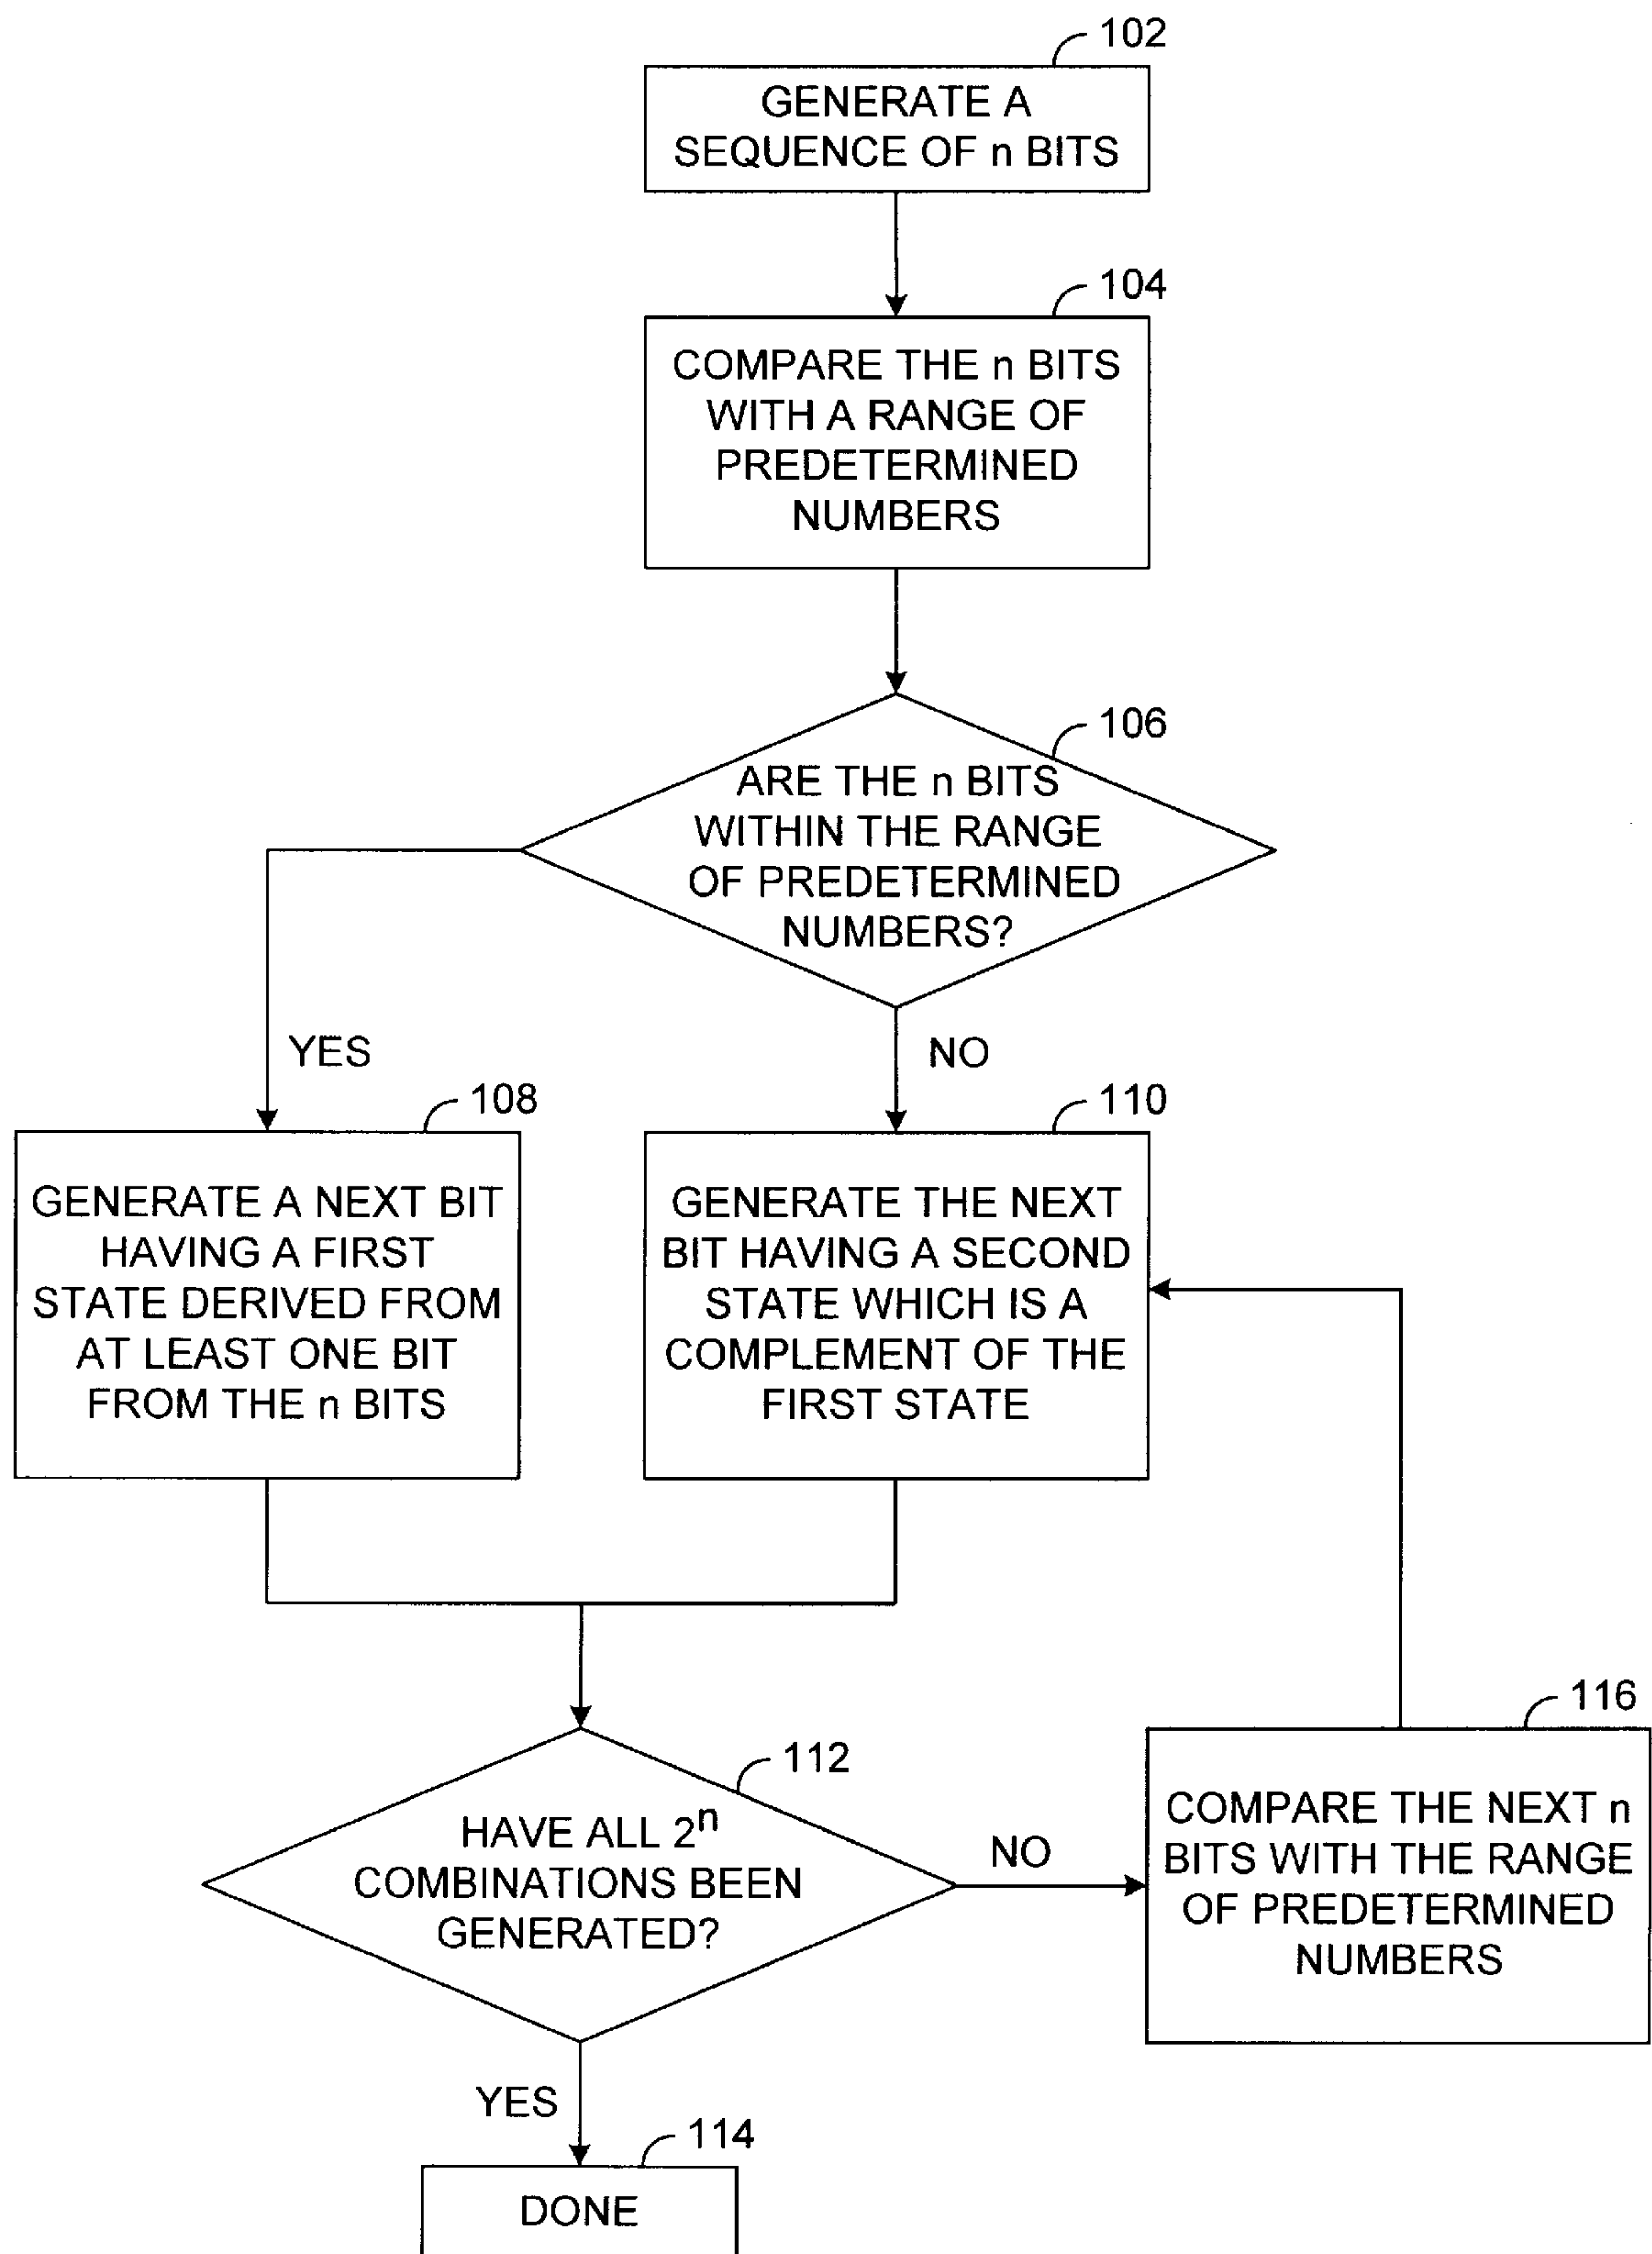 102
GENERATE A
SEQUENCE OF n BITS
104
COMPARE THE n BITS
WITH A RANGE OF
PREDETERMINED
NUMBERS
106
ARE THE n BITS
WITHIN THE RANGE
OF PREDETERMINED
NUMBERS?
YES
NO
108
GENERATE A NEXT BIT
HAVING A FIRST
STATE DERIVED FROM
AT LEAST ONE BIT
FROM THE n BITS
110
GENERATE THE NEXT
BIT HAVING A SECOND
STATE WHICH IS A
COMPLEMENT OF THE
FIRST STATE
112
HAVE ALL 2ⁿ
COMBINATIONS BEEN
GENERATED?
NO
116
COMPARE THE NEXT n
BITS WITH THE RANGE
OF PREDETERMINED
NUMBERS
YES
114
DONE